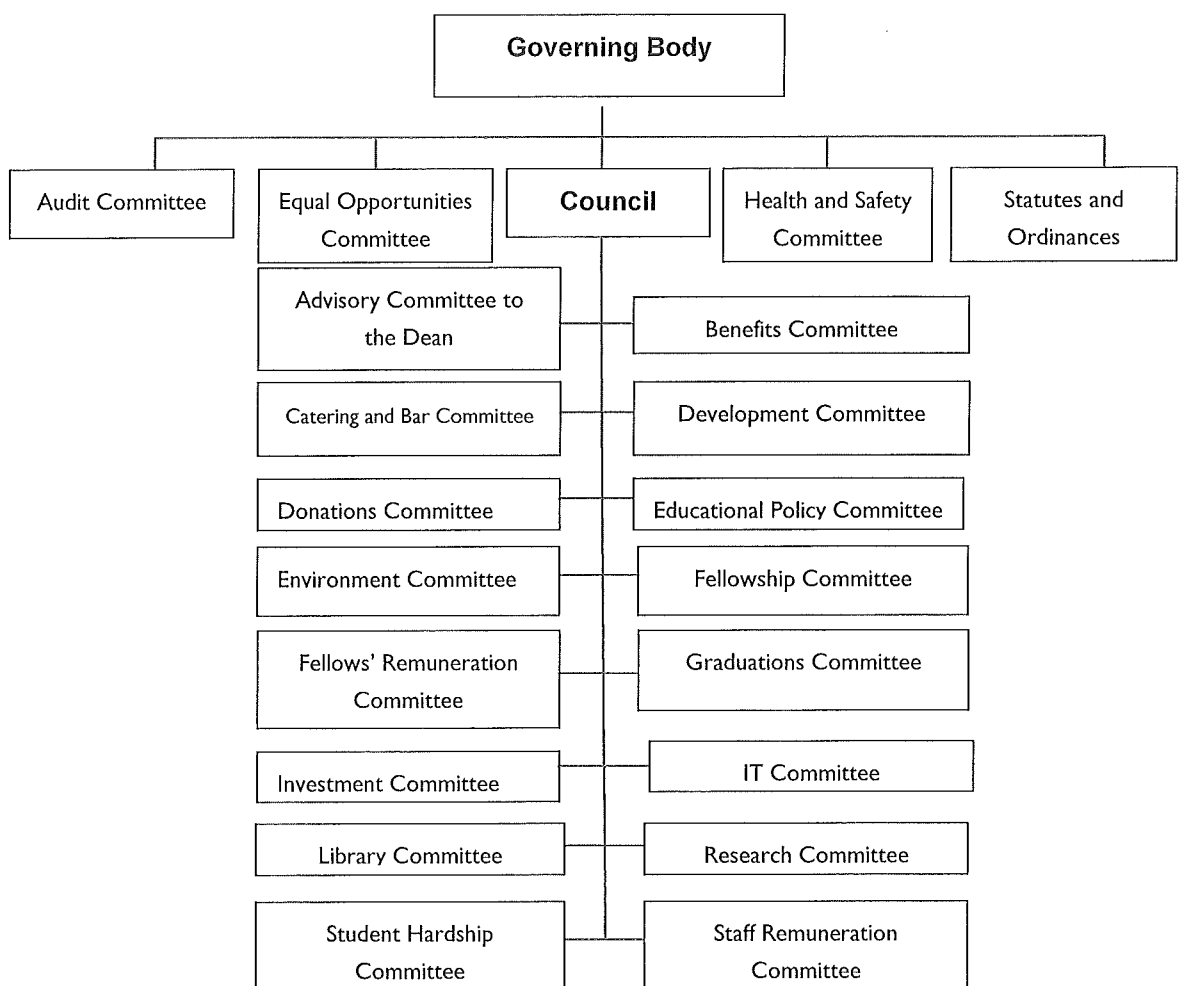 Governing Body
Audit Committee
Equal Opportunities
Committee
Council
Health and Safety
Committee
Statutes and
Ordinances
Advisory Committee to
the Dean
Benefits Committee
Catering and Bar Committee
Development Committee
Donations Committee
Educational Policy Committee
Environment Committee
Fellowship Committee
Fellows’ Remuneration
Committee
Graduations Committee
Investment Committee
IT Committee
Library Committee
Research Committee
Student Hardship
Committee
Staff Remuneration
Committee